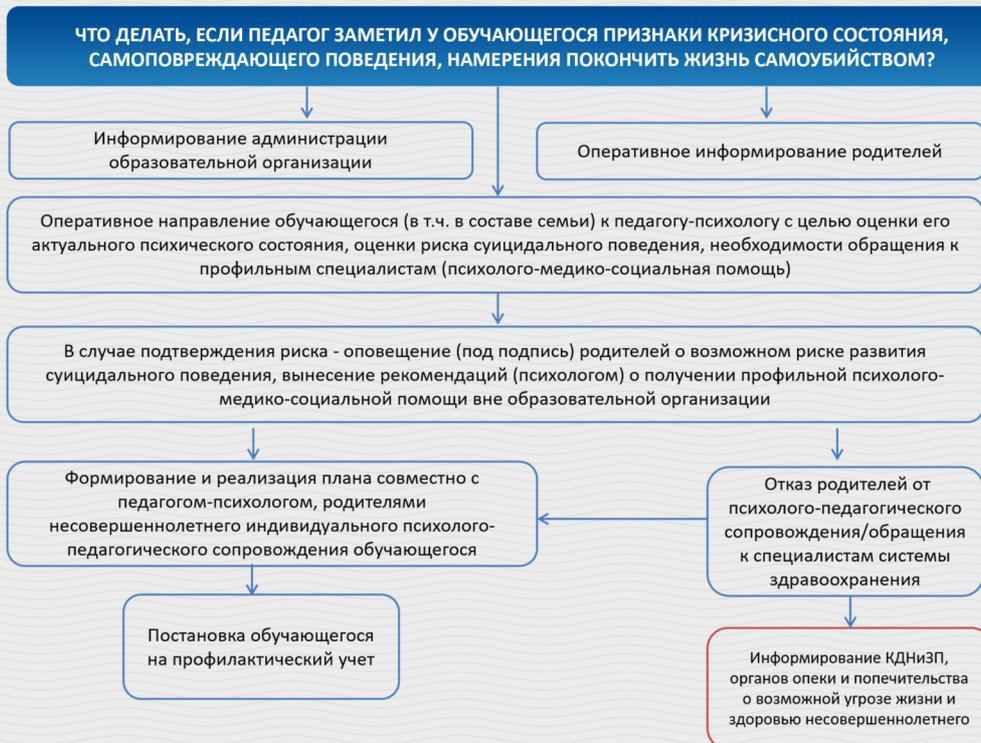 ЧТО ДЕЛАТЬ, ЕСЛИ ПЕДАГОГ ЗАМЕТИЛ У ОБУЧАЮЩЕГОСЯ ПРИЗНАКИ КРИЗИСНОГО СОСТОЯНИЯ,
САМОПОВРЕЖДАЮЩЕГО ПОВЕДЕНИЯ, НАМЕРЕНИЯ ПОКОНЧИТЬ ЖИЗНЬ САМОУБИЙСТВОМ?
Информирование администрации
образовательной организации
Оперативное информирование родителей
Оперативное направление обучающегося (в т.ч. в составе семьи) к педагогу-психологу с целью оценки его
актуального психического состояния, оценки риска суицидального поведения, необходимости обращения к
профильным специалистам (психолого-медико-социальная помощь)
В случае подтверждения риска - оповещение (под подпись) родителей о возможном риске развития
суицидального поведения, вынесение рекомендаций (психологом) о получении профильной психолого-
медико-социальной помощи вне образовательной организации
Формирование и реализация плана совместно с
педагогом-психологом, родителями
несовершеннолетнего индивидуального психолого-
педагогического сопровождения обучающегося
Отказ родителей от
психолого-педагогического
сопровождения/обращения
к специалистам системы
здравоохранения
Постановка обучающегося
на профилактический учет
Информирование КДНиЗП,
органов опеки и попечительства
о возможной угрозе жизни и
здоровью несовершеннолетнего